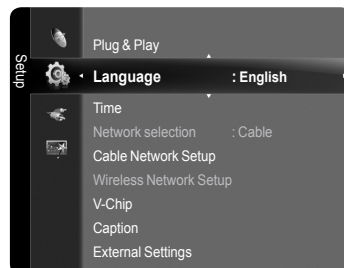 Setup
Plug & Play
Language : English
Time
Network selection : Cable
Cable Network Setup
Wireless Network Setup
V-Chip
Caption
External Settings